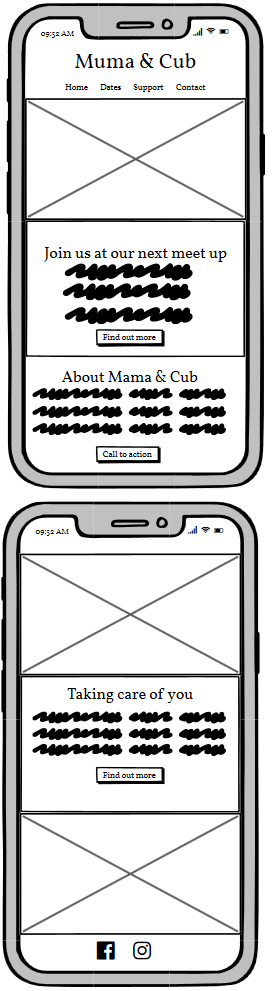 09:52 AM
Muma & Cub
Home Dates Support Contact
Join us at our next meet up
Find out more
About Mama & Cub
Call to action
09:52 AM
Taking care of you
Find out more